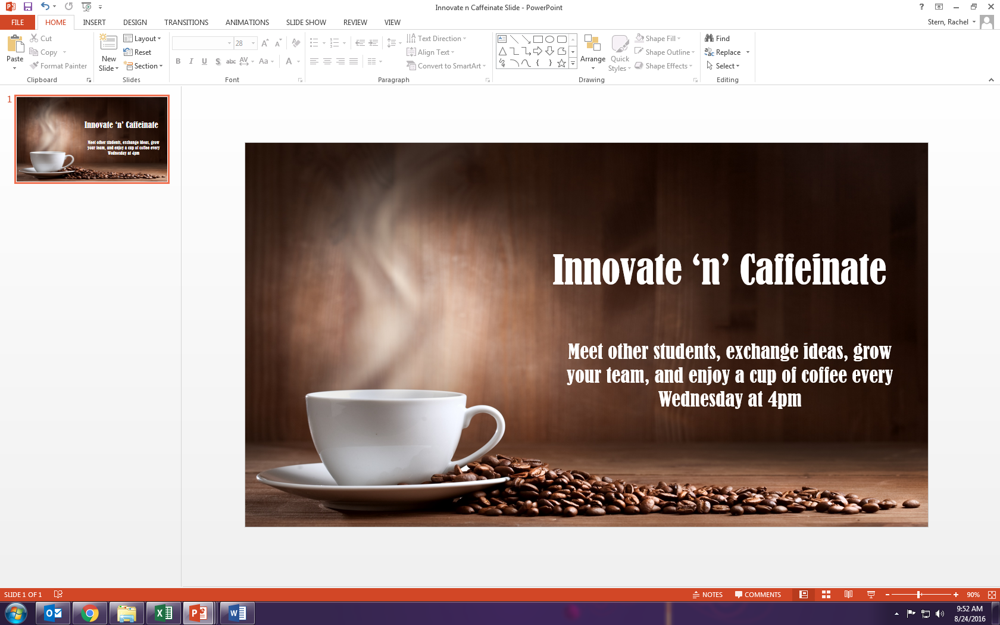 Innovate n Caffeinate Slide - PowerPoint
?
FILE HOME INSERT DESIGN TRANSITIONS ANIMATIONS SLIDE SHOW REVIEW VIEW
Stern, Rachel
Paste
Cut
Copy
Format Painter
Clipboard
New
Slide
Layout
Reset
Section
Slides
28
B I U S abc AV Aa A
Font
Text Direction
Align Text
Convert to SmartArt
Paragraph
Arrange
Quick
Styles
Shape Fill
Shape Outline
Shape Effects
Drawing
Find
Replace
Select
Editing
1
Innovate ‘n’ Caffeinate
Meet other students, exchange ideas, grow
your team, and enjoy a cup of coffee every
Wednesday at 4pm
Innovate ‘n’ Caffeinate
Meet other students, exchange ideas, grow
your team, and enjoy a cup of coffee every
Wednesday at 4pm
SLIDE 1 OF 1
NOTES
COMMENTS
90%
9:52 AM
8/24/2016